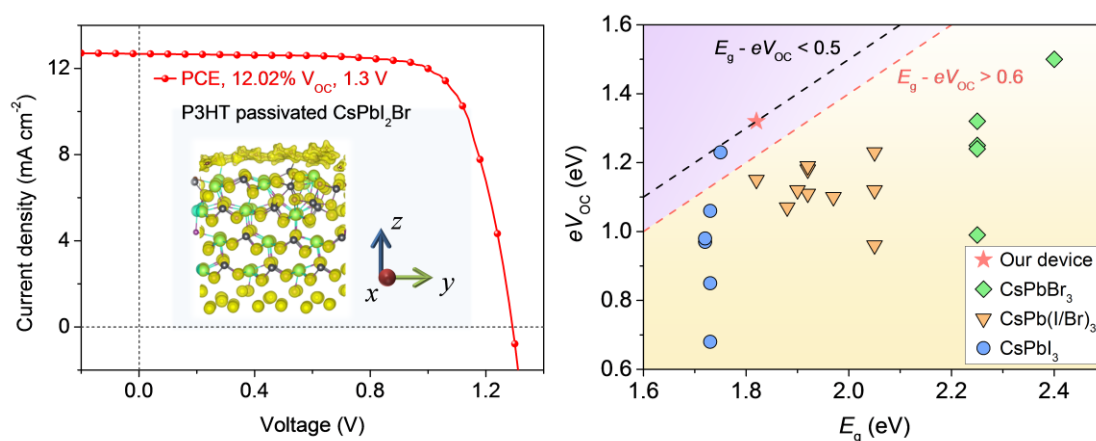 12
8
4
0
0.0
0.4
0.8
1.2
Current density (mA cm⁻²)
Voltage (V)
PCE, 12.02% V_OC, 1.3 V
P3HT passivated CsPbI₂Br
z
x
y
1.6
1.4
1.2
1.0
0.8
0.6
1.6
1.8
2.0
2.2
2.4
eV_OC (eV)
E_g (eV)
E_g - eV_OC < 0.5
E_g - eV_OC > 0.6
Our device
CsPbBr₃
CsPb(I/Br)₃
CsPbI₃